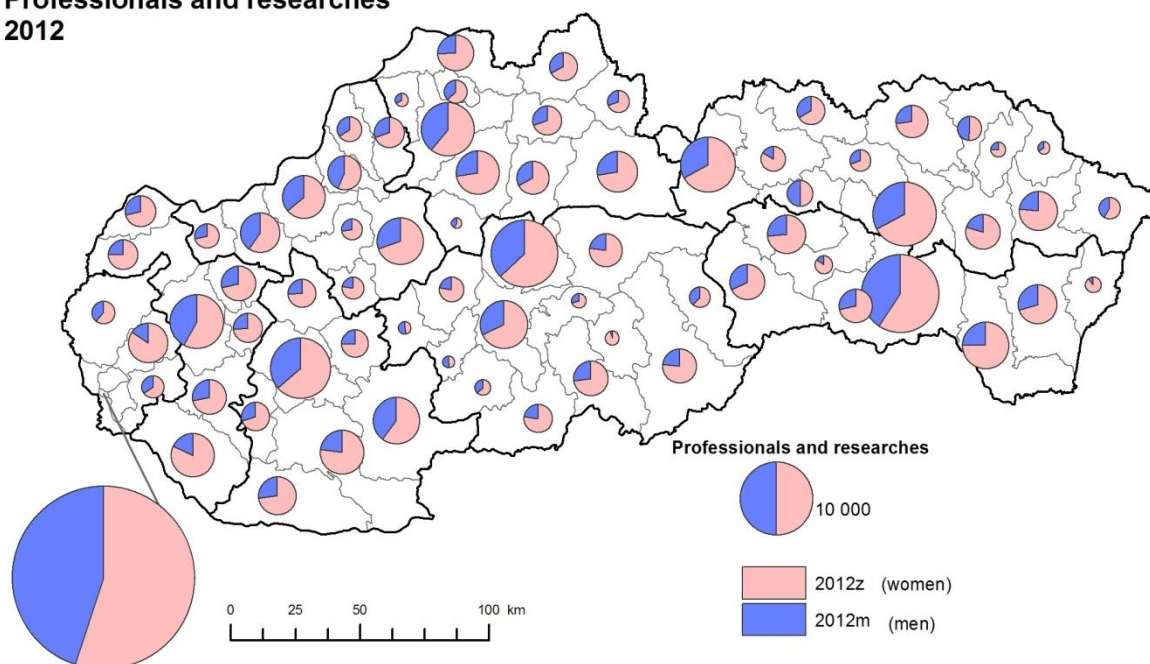 Professionals and researches
2012
Professionals and researches
10 000
2012z (women)
2012m (men)
0 25 50 100 km